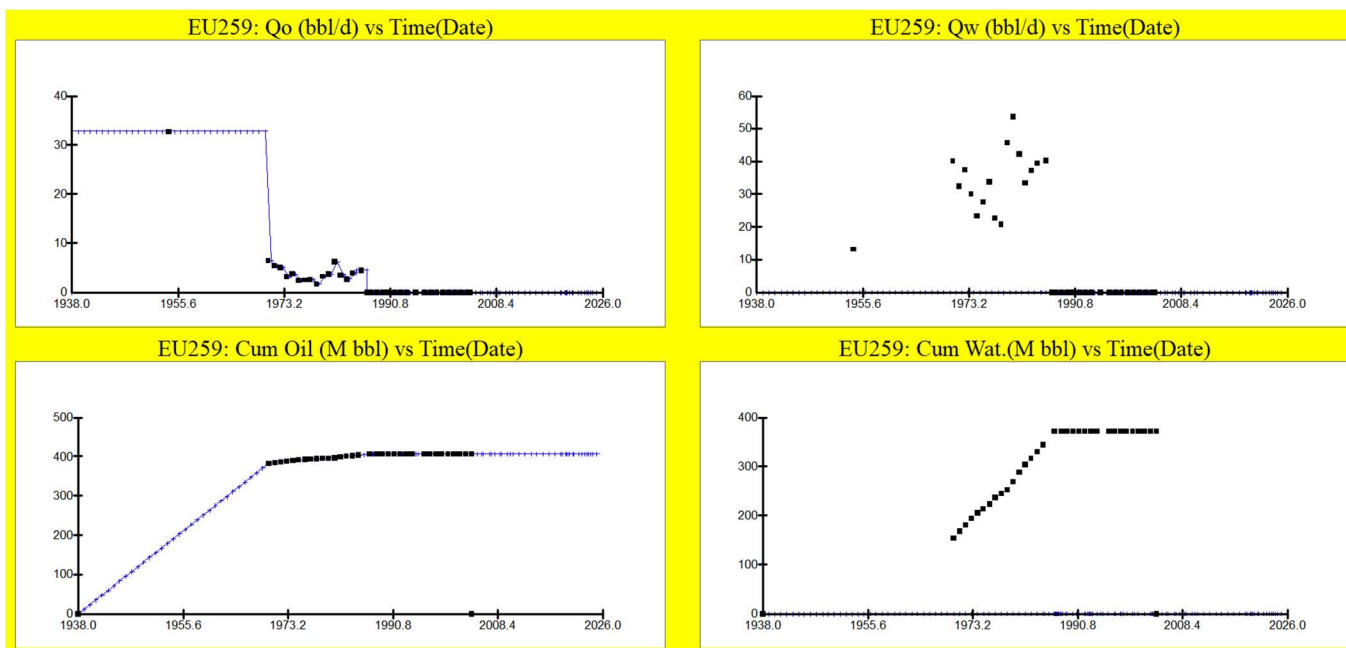 EU259: Qo (bbl/d) vs Time(Date)
40
30
20
10
0
1938.0 1955.6 1973.2 1990.8 2008.4 2026.0
EU259: Qw (bbl/d) vs Time(Date)
60
50
40
30
20
10
0
1938.0 1955.6 1973.2 1990.8 2008.4 2026.0
EU259: Cum Oil (M bbl) vs Time(Date)
500
400
300
200
100
0
1938.0 1955.6 1973.2 1990.8 2008.4 2026.0
EU259: Cum Wat.(M bbl) vs Time(Date)
400
300
200
100
0
1938.0 1955.6 1973.2 1990.8 2008.4 2026.0